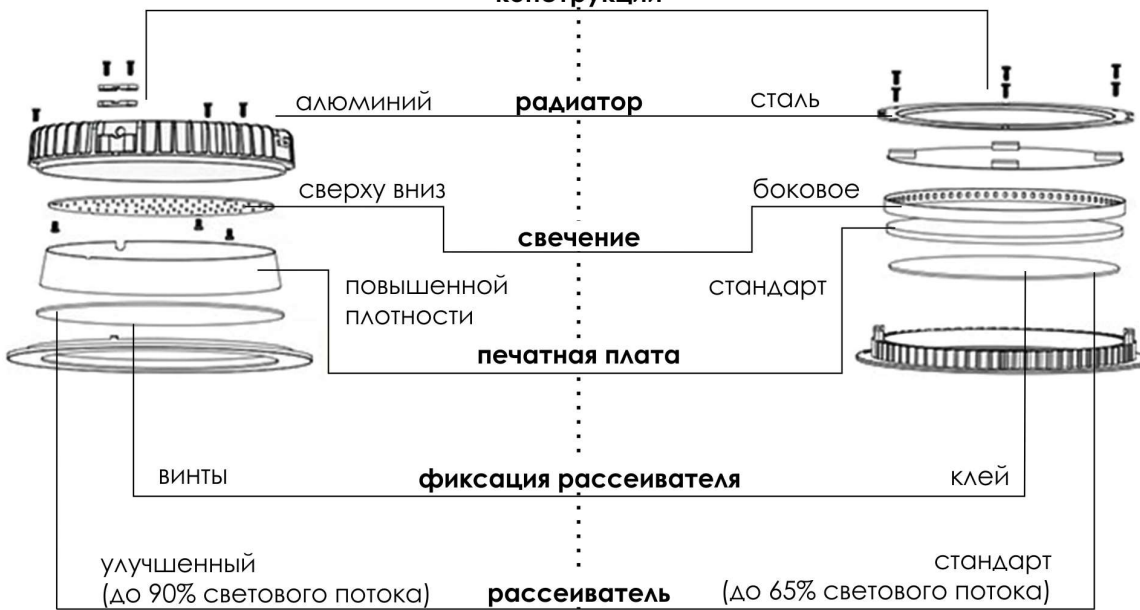 конструкция
алюминий радиатор сталь
сверху вниз боковое
свечение
повышенной стандарт
плотности
печатная плата
винты фиксация рассеивателя клей
улучшенный стандарт
(до 90% светового потока) (до 65% светового потока)
рассеиватель